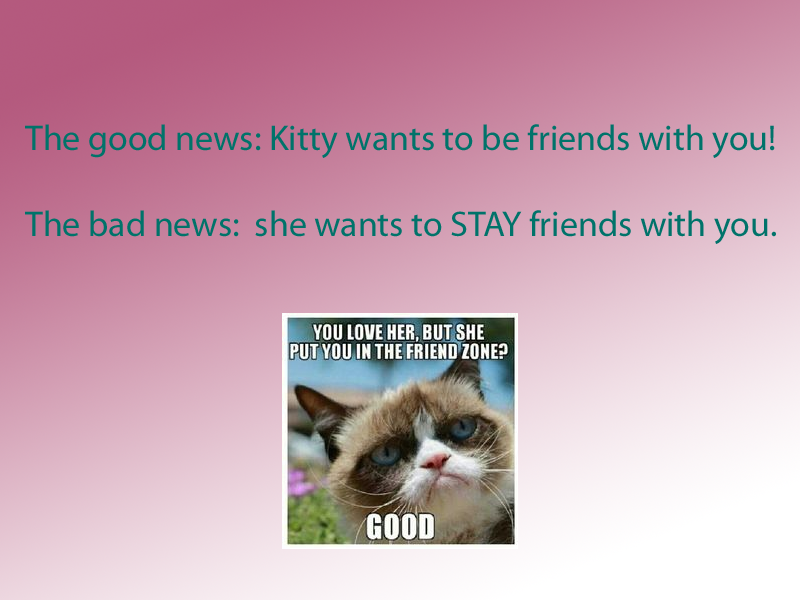 The good news: Kitty wants to be friends with you!
The bad news:  she wants to STAY friends with you.
YOU LOVE HER, BUT SHE
PUT YOU IN THE FRIEND ZONE?
GOOD